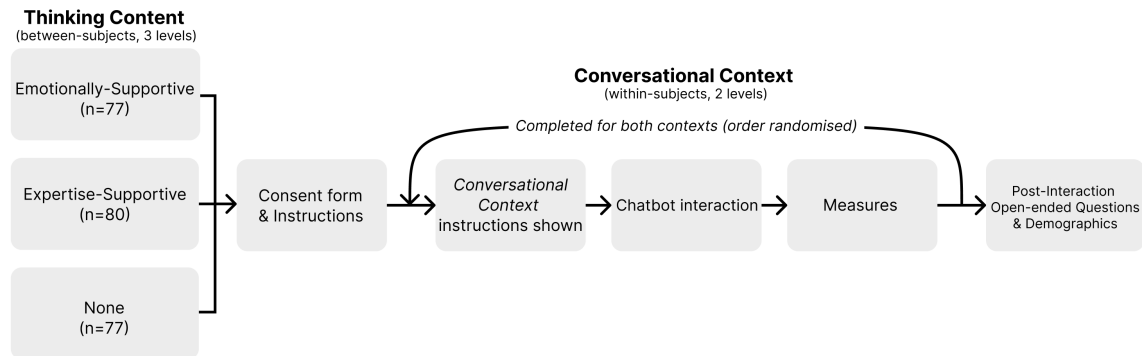 Thinking Content
(between-subjects, 3 levels)
Emotionally-Supportive
(n=77)
Expertise-Supportive
(n=80)
None
(n=77)
Consent form
& Instructions
Conversational Context
(within-subjects, 2 levels)
Completed for both contexts (order randomised)
Conversational
Context
instructions shown
Chatbot interaction
Measures
Post-Interaction
Open-ended Questions
& Demographics